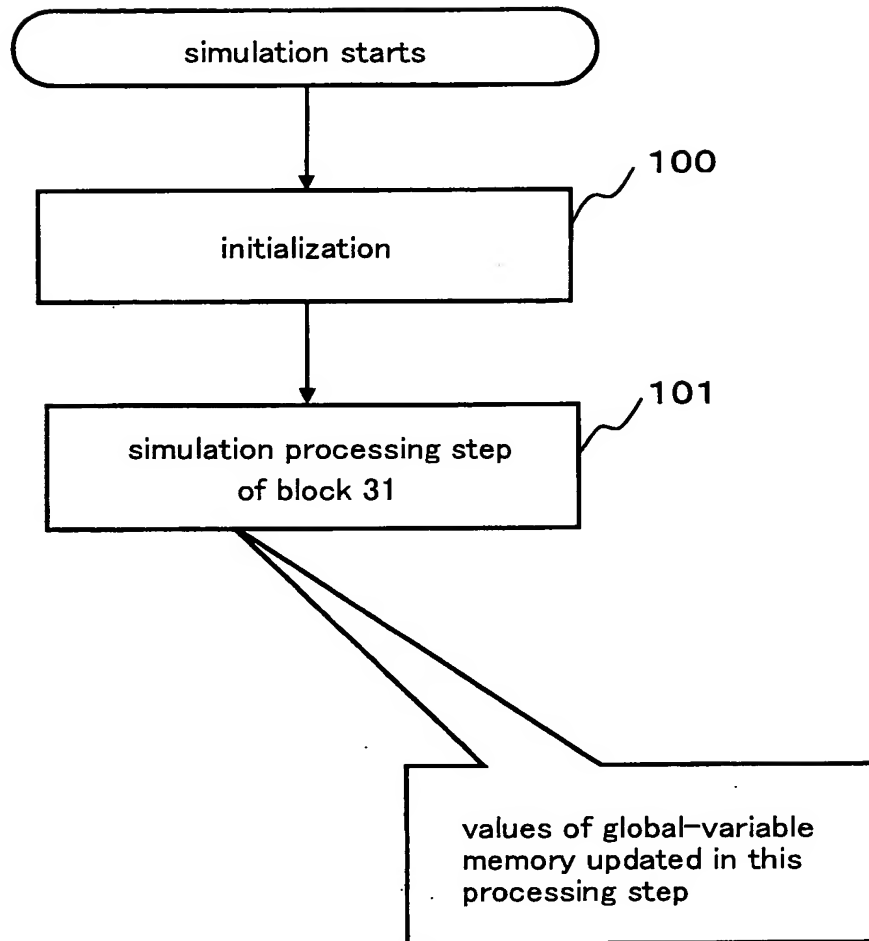 simulation starts
100
initialization
101
simulation processing step
of block 31
values of global-variable
memory updated in this
processing step